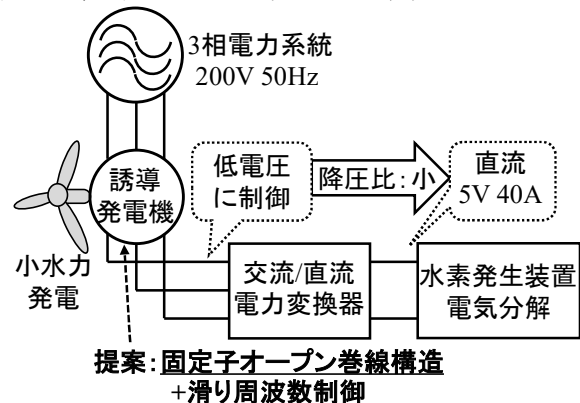 3相電力系統
200V 50Hz
誘導
発電機
低電圧
に制御
降圧比：小
直流
5V 40A
小水力
発電
交流/直流
電力変換器
水素発生装置
電気分解
提案：固定子オープン巻線構造
+滑り周波数制御